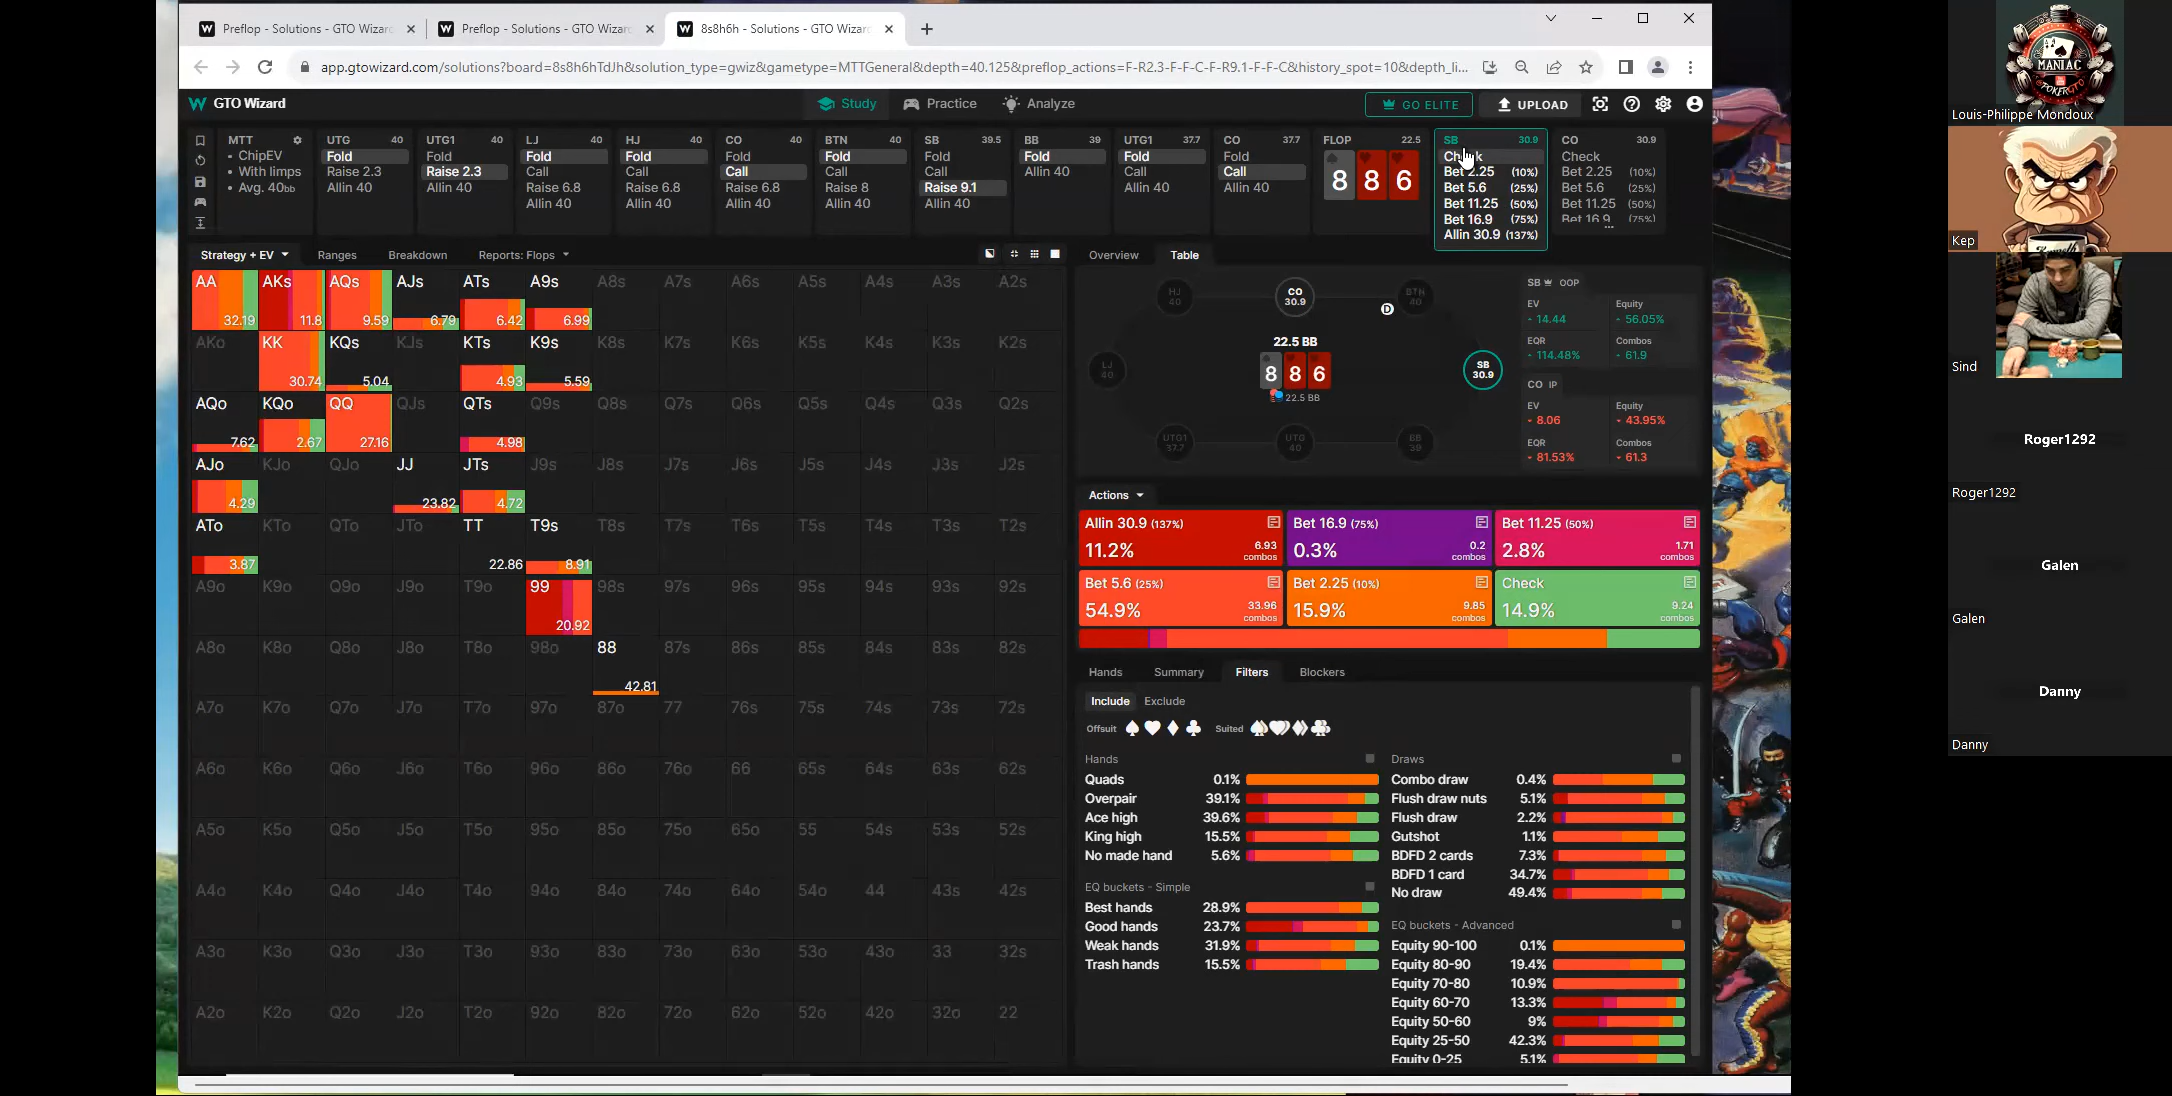 Preflop - Solutions - GTO Wizard
Preflop - Solutions - GTO Wizard
8s8h6h - Solutions - GTO Wizard
app.gtowizard.com/solutions?board=8s8h6hTdJh&solution_type=gwiz&gametype=MTTGeneral&depth=40.125&preflop_actions=F-R2.3-F-F-C-F-R9.1-F-F-C&history_spot=10&depth_li...
GTO Wizard
Study
Practice
Analyze
GO ELITE
UPLOAD
MTT
ChipEV
With limps
Avg. 40bb
UTG 40
Fold
Raise 2.3
Allin 40
UTG1 40
Fold
Raise 2.3
Allin 40
LJ 40
Fold
Call
Raise 6.8
Allin 40
HJ 40
Fold
Call
Raise 6.8
Allin 40
CO 40
Fold
Call
Raise 6.8
Allin 40
BTN 40
Fold
Call
Raise 8
Allin 40
SB 39.5
Fold
Call
Raise 9.1
Allin 40
BB 39
Fold
Allin 40
UTG1 37.7
Fold
Call
Allin 40
CO 37.7
Fold
Call
Allin 40
FLOP 22.5
8 8 6
SB 30.9
Check
Bet 2.25 (10%)
Bet 5.6 (25%)
Bet 11.25 (50%)
Bet 16.9 (75%)
Allin 30.9 (137%)
CO 30.9
Check
Bet 2.25 (10%)
Bet 5.6 (25%)
Bet 11.25 (50%)
Bet 16.9 (75%)
...
Strategy + EV
Ranges
Breakdown
Reports: Flops
AA 32.19 AKs 11.8 AQs 9.59 AJs 6.79 ATs 6.42 A9s 6.99 A8s A7s A6s A5s A4s A3s A2s
AKo KK 30.74 KQs 5.04 KJs KTs 4.93 K9s 5.59 K8s K7s K6s K5s K4s K3s K2s
AQo 7.62 KQo 2.67 QQ 27.16 QJs QTs 4.98 Q9s Q8s Q7s Q6s Q5s Q4s Q3s Q2s
AJo 4.29 KJo QJo JJ 23.82 JTs 4.72 J9s J8s J7s J6s J5s J4s J3s J2s
ATo 3.87 KTo QTo JTo TT 22.86 T9s 8.91 T8s T7s T6s T5s T4s T3s T2s
A9o K9o Q9o J9o T9o 99 20.92 98s 97s 96s 95s 94s 93s 92s
A8o K8o Q8o J8o T8o 98o 88 42.81 87s 86s 85s 84s 83s 82s
A7o K7o Q7o J7o T7o 97o 87o 77 76s 75s 74s 73s 72s
A6o K6o Q6o J6o T6o 96o 86o 76o 66 65s 64s 63s 62s
A5o K5o Q5o J5o T5o 95o 85o 75o 65o 55 54s 53s 52s
A4o K4o Q4o J4o T4o 94o 84o 74o 64o 54o 44 43s 42s
A3o K3o Q3o J3o T3o 93o 83o 73o 63o 53o 43o 33 32s
A2o K2o Q2o J2o T2o 92o 82o 72o 62o 52o 42o 32o 22
Overview
Table
HJ 40
CO 30.9
BTN 40
D
LJ 40
22.5 BB
8 8 6
22.5 BB
SB 30.9
UTG1 37.7
UTG 40
BB 39
SB OOP
EV Equity
14.44 56.05%
EQR Combos
114.48% 61.9
CO IP
EV Equity
8.06 43.95%
EQR Combos
81.53% 61.3
Actions
Allin 30.9 (137%)
11.2% 6.93 combos
Bet 16.9 (75%)
0.3% 0.2 combos
Bet 11.25 (50%)
2.8% 1.71 combos
Bet 5.6 (25%)
54.9% 33.96 combos
Bet 2.25 (10%)
15.9% 9.85 combos
Check
14.9% 9.24 combos
Hands
Summary
Filters
Blockers
Include Exclude
Offsuit
Suited
Hands
Quads 0.1%
Overpair 39.1%
Ace high 39.6%
King high 15.5%
No made hand 5.6%
EQ buckets - Simple
Best hands 28.9%
Good hands 23.7%
Weak hands 31.9%
Trash hands 15.5%
Draws
Combo draw 0.4%
Flush draw nuts 5.1%
Flush draw 2.2%
Gutshot 1.1%
BDFD 2 cards 7.3%
BDFD 1 card 34.7%
No draw 49.4%
EQ buckets - Advanced
Equity 90-100 0.1%
Equity 80-90 19.4%
Equity 70-80 10.9%
Equity 60-70 13.3%
Equity 50-60 9%
Equity 25-50 42.3%
Equity 0-25 5.1%
MANIAC
POKERGTO
Louis-Philippe Mondoux
Kep
Sind
Roger1292
Roger1292
Galen
Galen
Danny
Danny